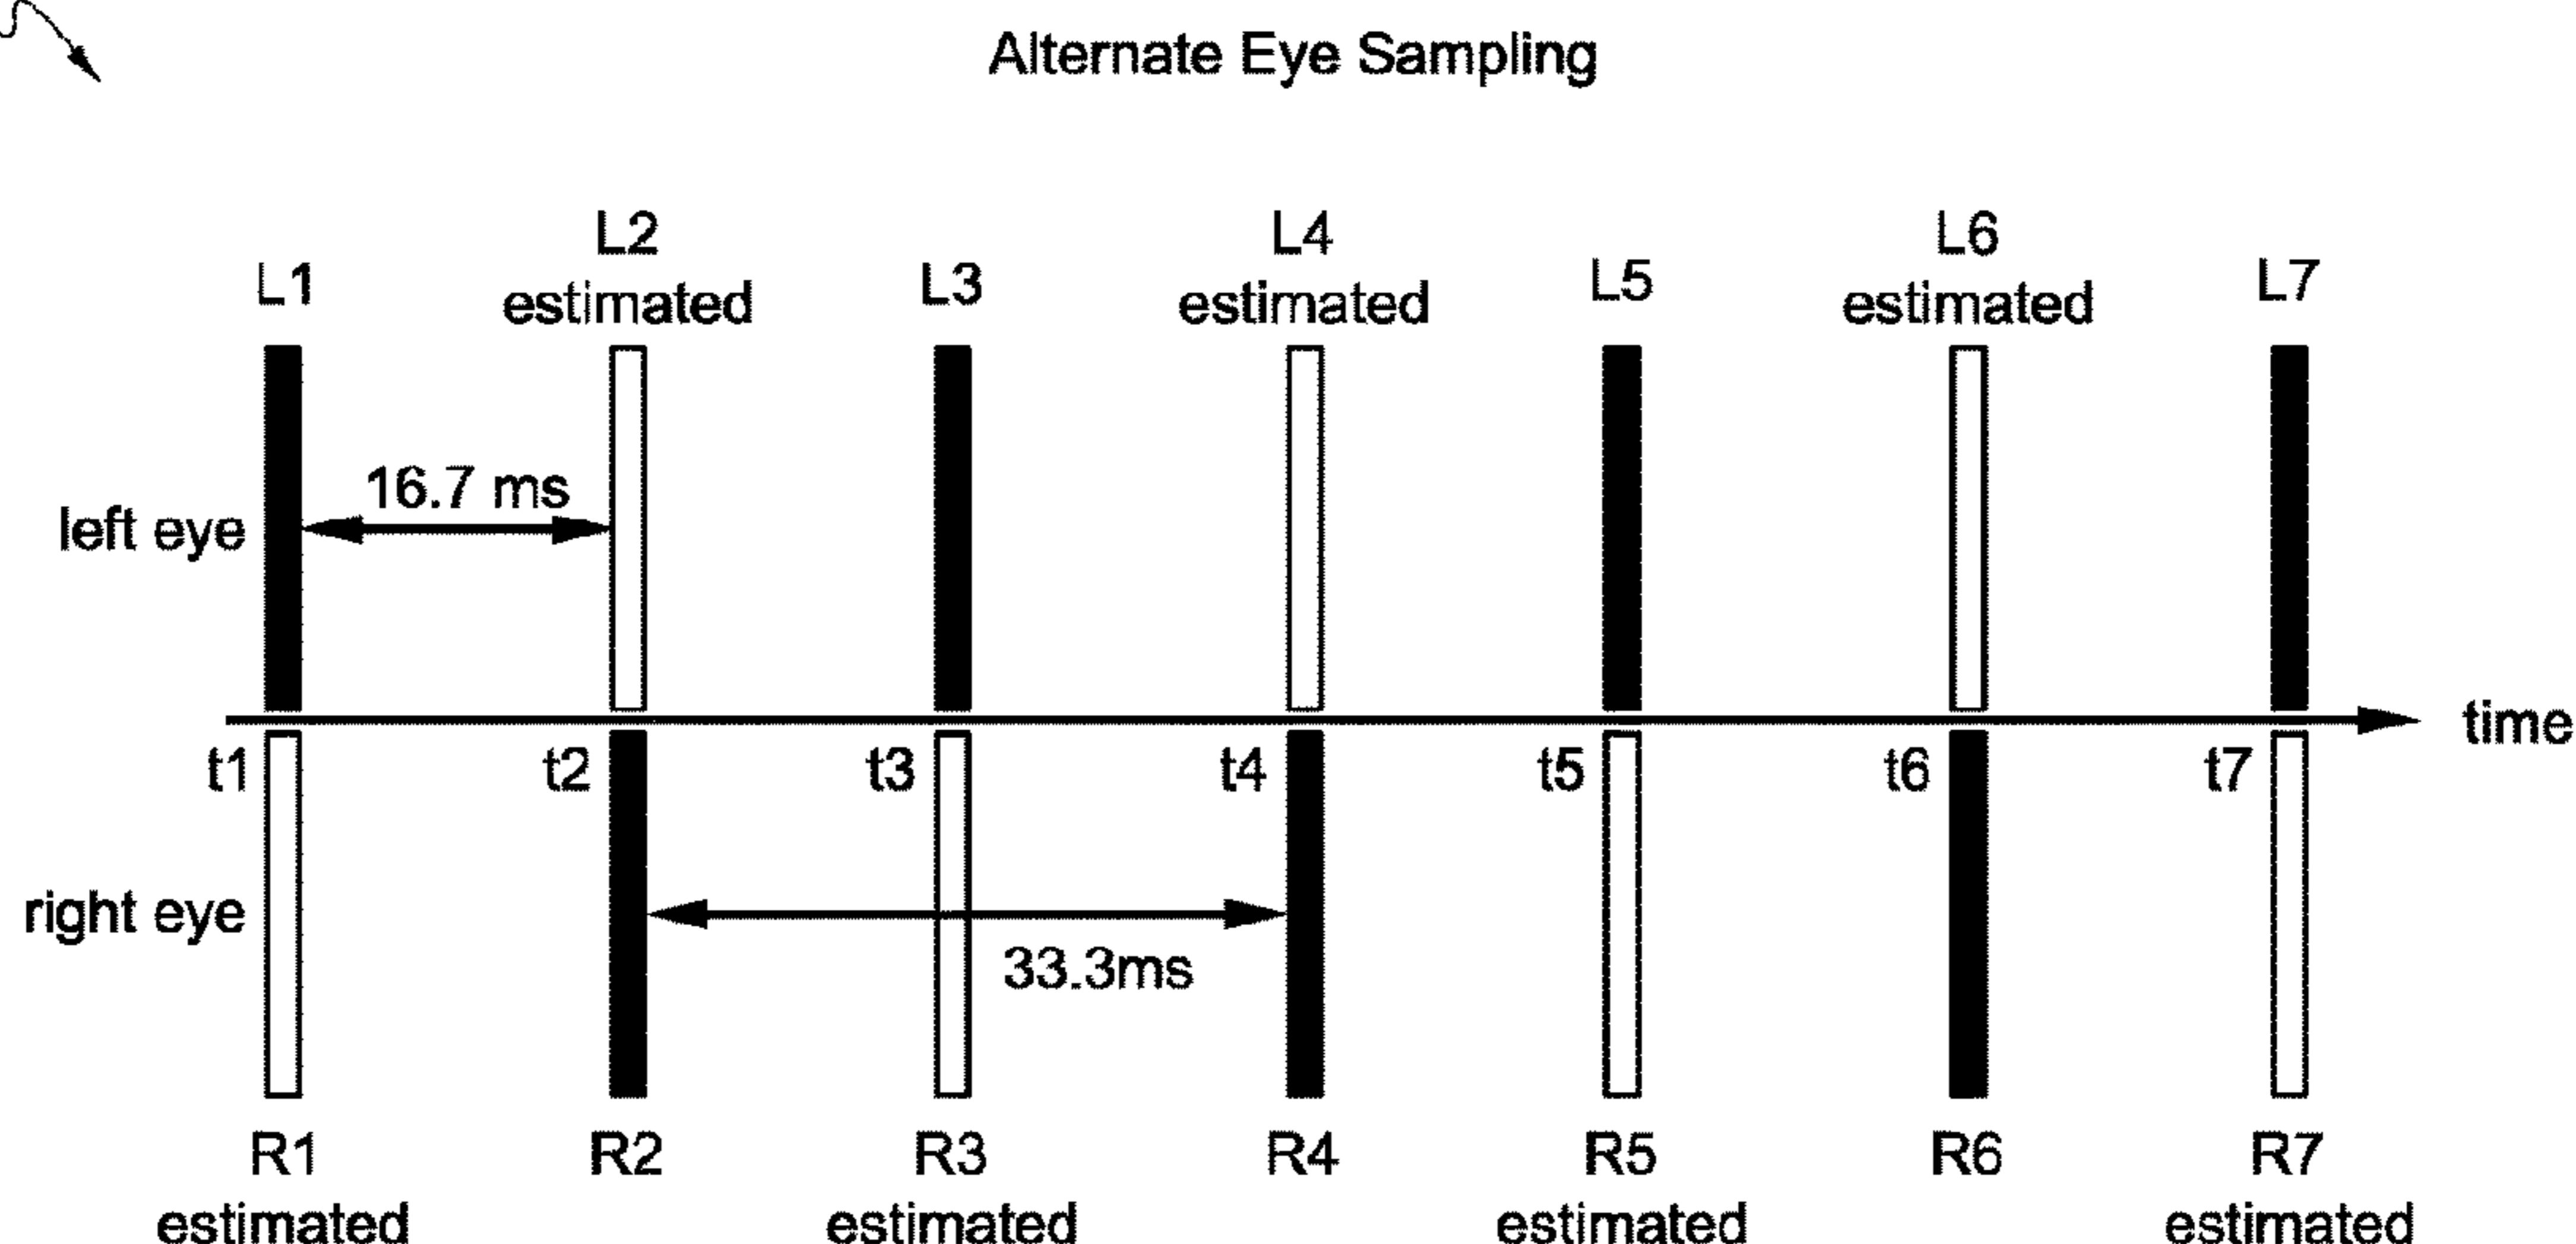 Alternate Eye Sampling
L1
L2
estimated
L3
L4
estimated
L5
L6
estimated
L7
16.7 ms
left eye
time
t1
t2
t3
t4
t5
t6
t7
right eye
33.3ms
R1
estimated
R2
R3
estimated
R4
R5
estimated
R6
R7
estimated